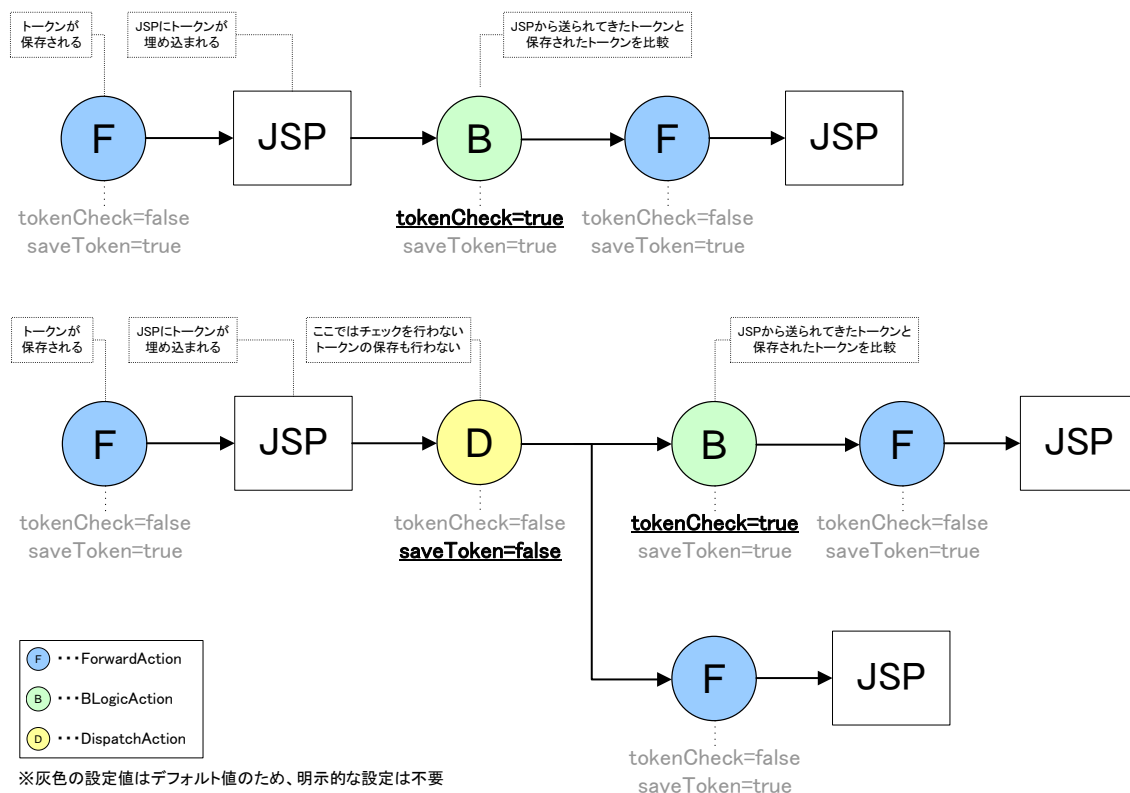 トークンが
保存される
JSPにトークンが
埋め込まれる
JSPから送られてきたトークンと
保存されたトークンを比較
F
JSP
B
F
JSP
tokenCheck=false
saveToken=true
tokenCheck=true
saveToken=true
tokenCheck=false
saveToken=true
トークンが
保存される
JSPにトークンが
埋め込まれる
ここではチェックを行わない
トークンの保存も行わない
JSPから送られてきたトークンと
保存されたトークンを比較
F
JSP
D
B
F
JSP
tokenCheck=false
saveToken=true
tokenCheck=false
saveToken=false
tokenCheck=true
saveToken=true
tokenCheck=false
saveToken=true
F
JSP
tokenCheck=false
saveToken=true
F ・・・ForwardAction
B ・・・BLogicAction
D ・・・DispatchAction
※灰色の設定値はデフォルト値のため、明示的な設定は不要